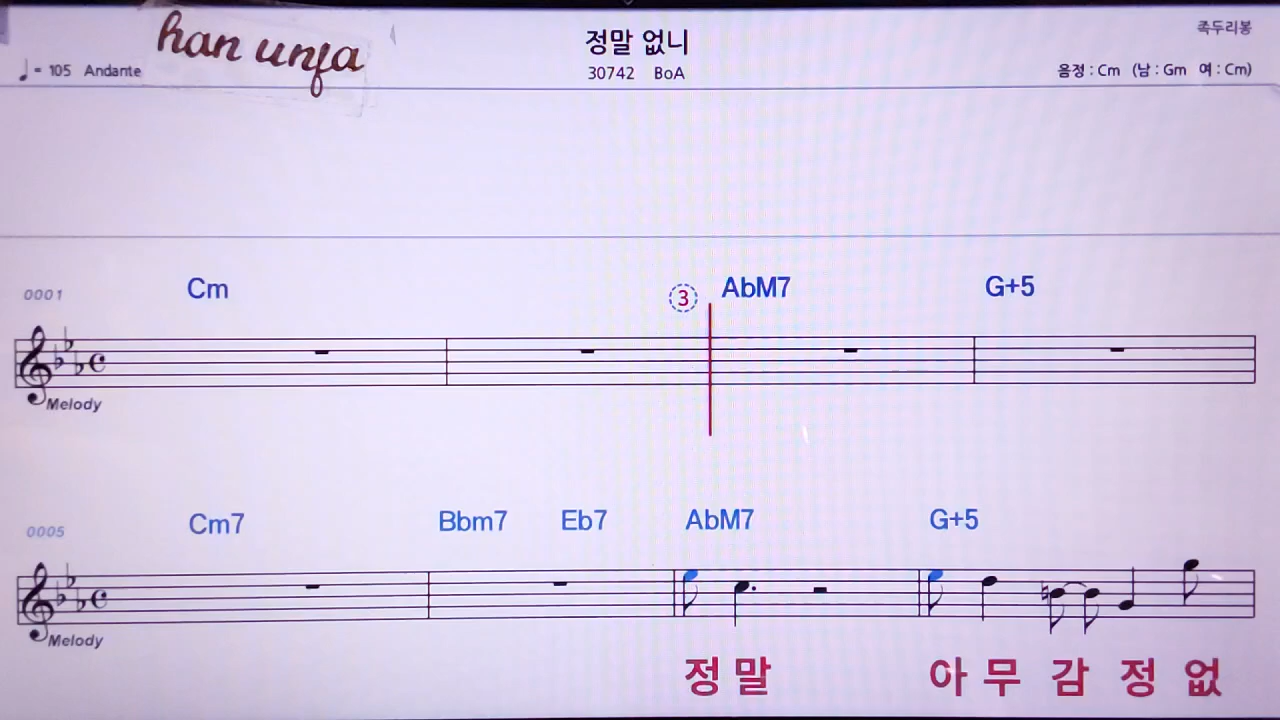 han unfa
정말 없니
족두리봉
♩= 105 Andante
30742 BoA
음정 : Cm (남 : Gm 여 : Cm)
0001 Cm ③ AbM7 G+5
Melody
0005 Cm7 Bbm7 Eb7 AbM7 G+5
Melody
정 말 아 무 감 정 없